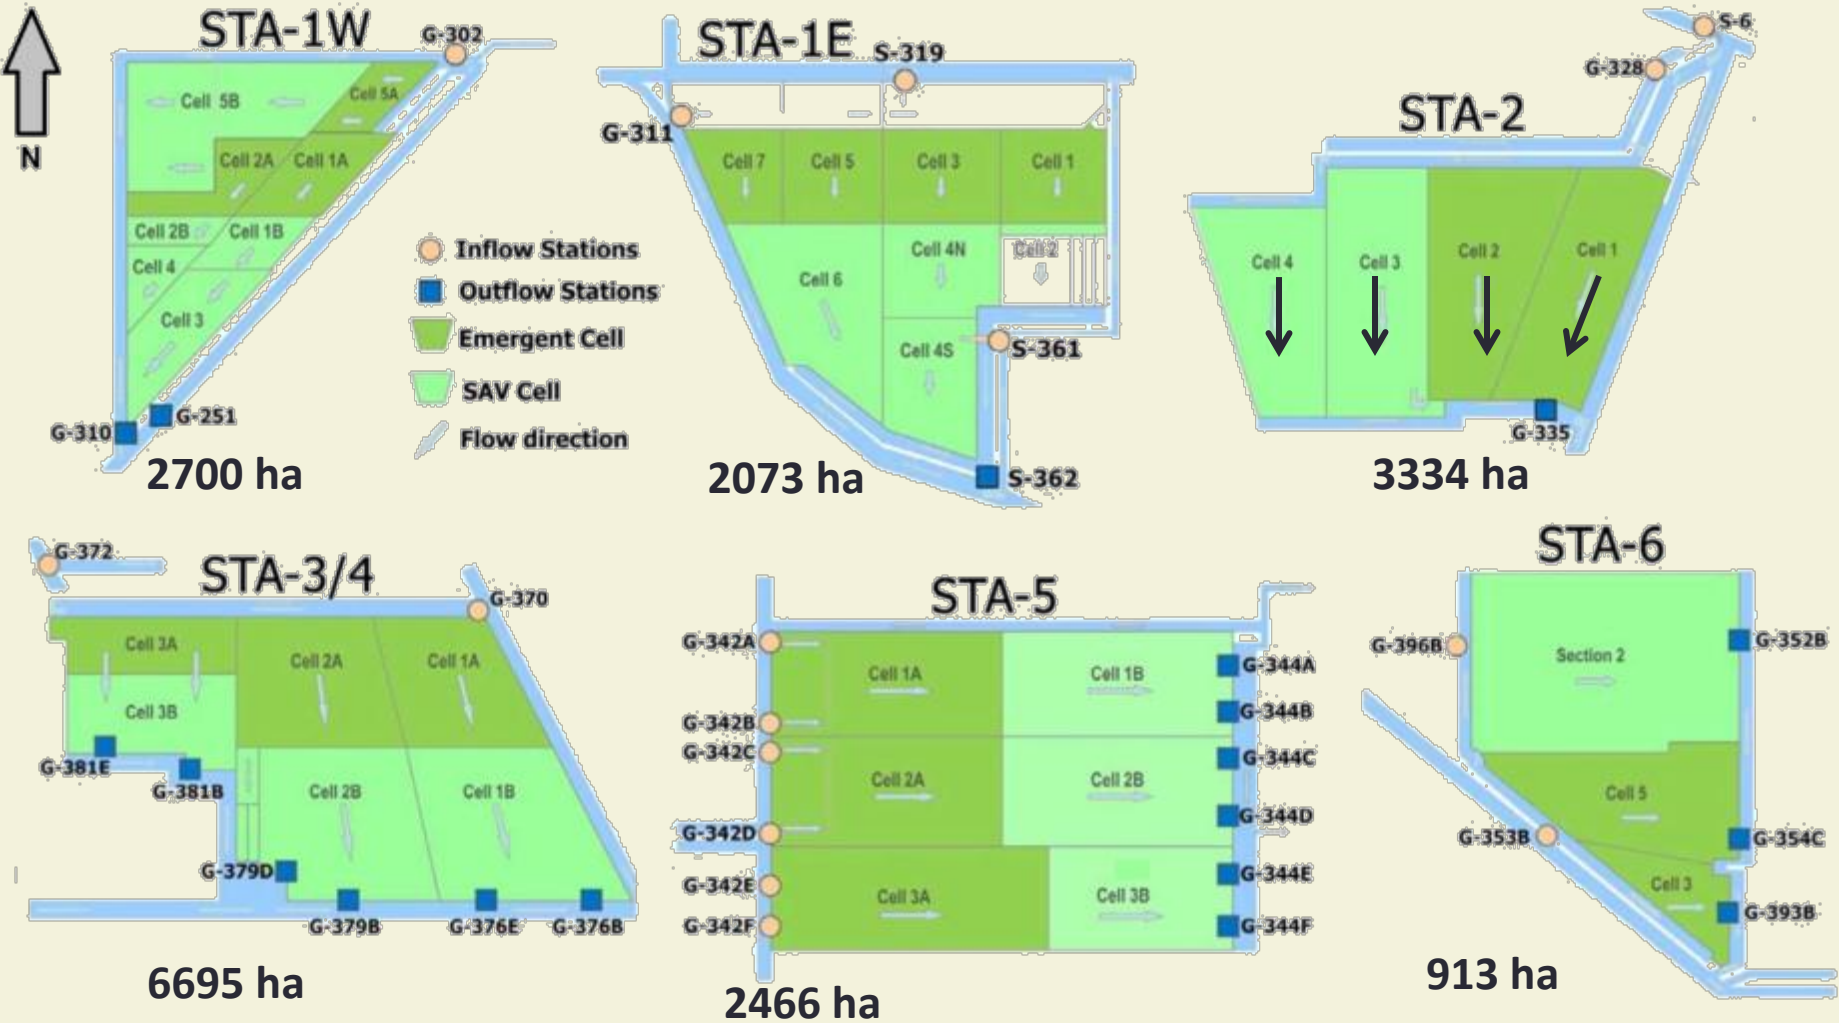 STA-1W
G-302
Cell 5B
Cell 5A
Cell 2A
Cell 1A
Cell 2B
Cell 1B
Cell 4
Cell 3
G-310
G-251
2700 ha
N
Inflow Stations
Outflow Stations
Emergent Cell
SAV Cell
Flow direction
STA-1E
S-319
G-311
Cell 7
Cell 5
Cell 3
Cell 1
Cell 6
Cell 4N
Cell 2
Cell 4S
S-361
S-362
2073 ha
STA-2
S-6
G-328
Cell 4
Cell 3
Cell 2
Cell 1
G-335
3334 ha
STA-3/4
G-372
G-370
Cell 3A
Cell 2A
Cell 1A
Cell 3B
G-381E
G-381B
Cell 2B
Cell 1B
G-379D
G-379B
G-376E
G-376B
6695 ha
STA-5
G-342A
Cell 1A
Cell 1B
G-344A
G-342B
G-344B
G-342C
G-344C
Cell 2A
Cell 2B
G-342D
G-344D
G-342E
G-344E
Cell 3A
Cell 3B
G-342F
G-344F
2466 ha
STA-6
G-396B
Section 2
G-352B
Cell 5
G-353B
G-354C
Cell 3
G-393B
913 ha